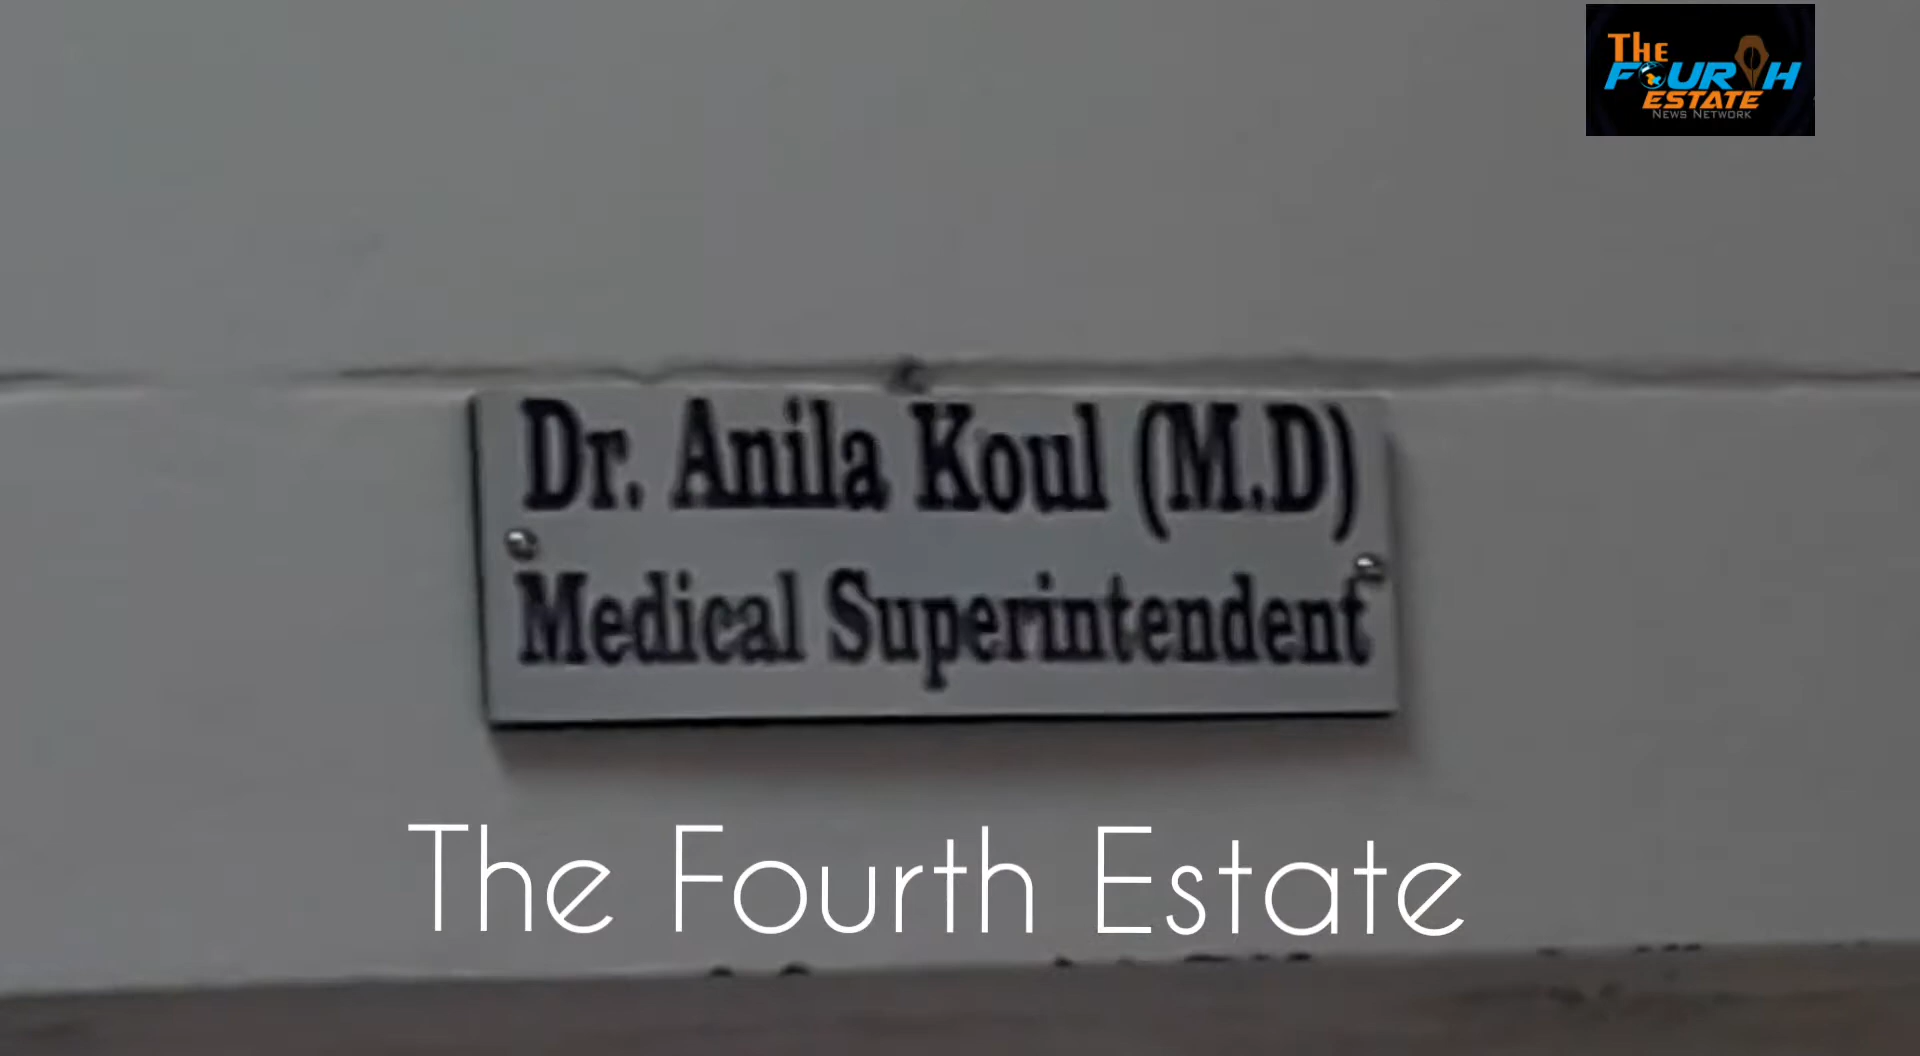 The
FOURTH
ESTATE
News Network
Dr. Anila Koul (M.D)
Medical Superintendent
The Fourth Estate